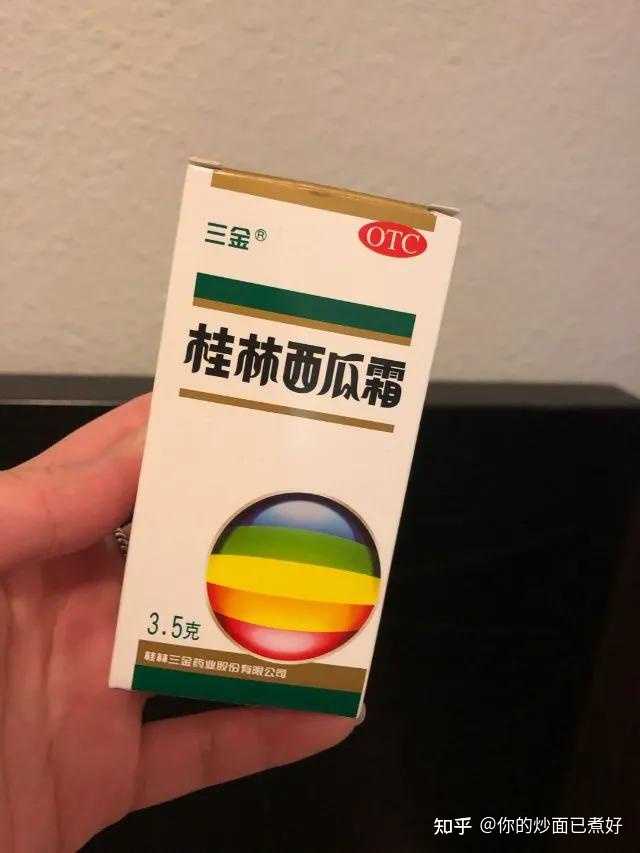 三金®
OTC
桂林西瓜霜
3.5克
桂林三金药业股份有限公司
知乎 @你的炒面已煮好